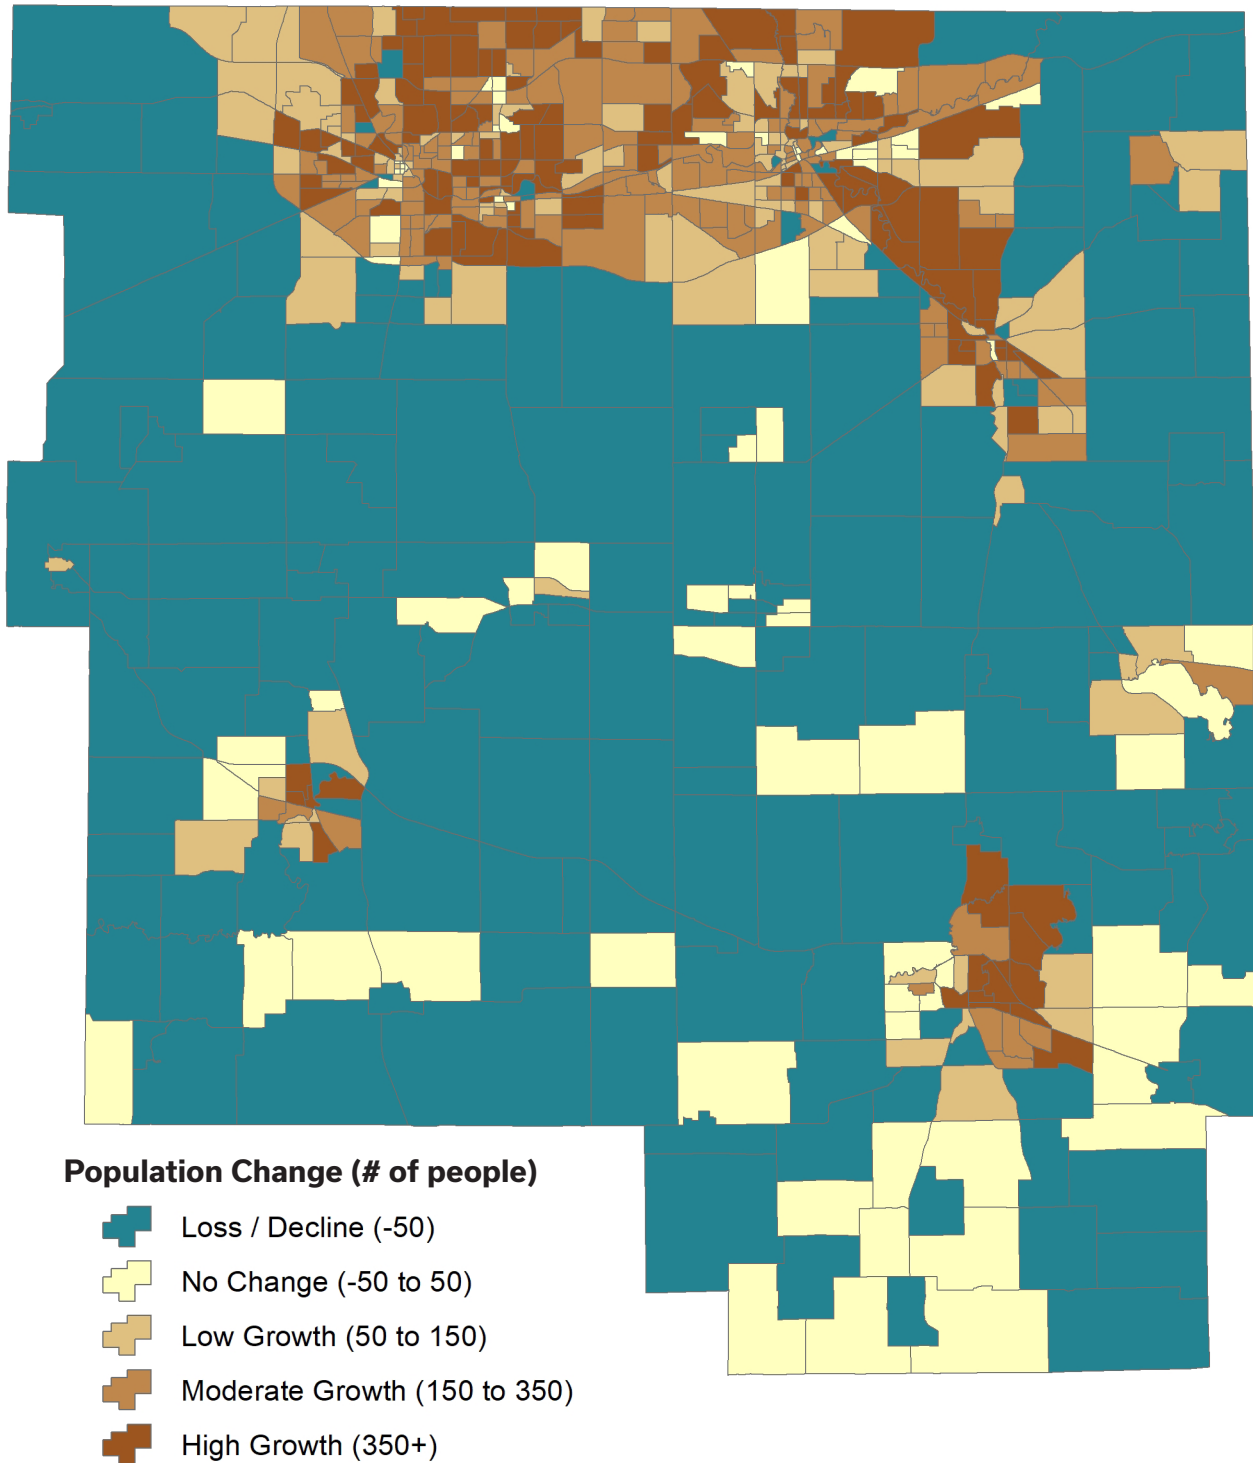 Population Change (# of people)
Loss / Decline (-50)
No Change (-50 to 50)
Low Growth (50 to 150)
Moderate Growth (150 to 350)
High Growth (350+)